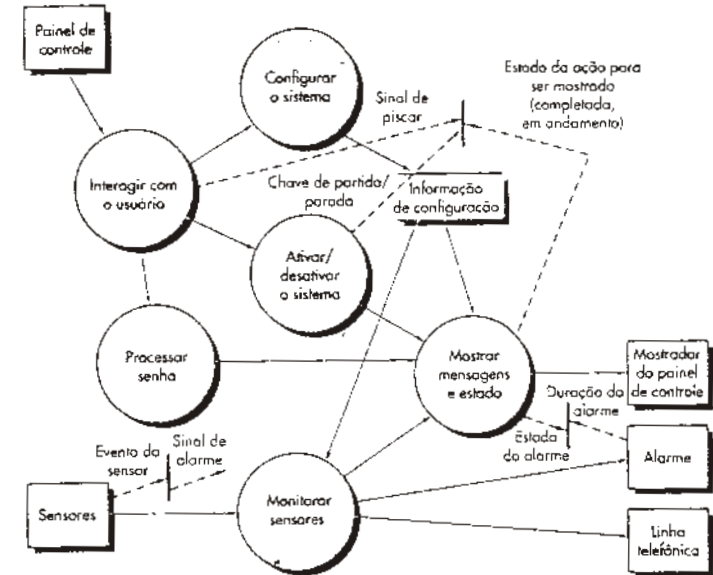 Painel de
controle
Configurar
o sistema
Estado da ação para
ser mostrado
(completada,
em andamento)
Sinal de
piscar
Interagir com
o usuário
Chave de partida/
parada
Informação
de configuração
Ativar/
desativar
o sistema
Processar
senha
Mostrar
mensagens
e estado
Mostrador
do painel
de controle
Duração do
alarme
Estado
do alarme
Evento do
sensor
Sinal de
alarme
Alarme
Sensores
Monitorar
sensores
Linha
telefônica